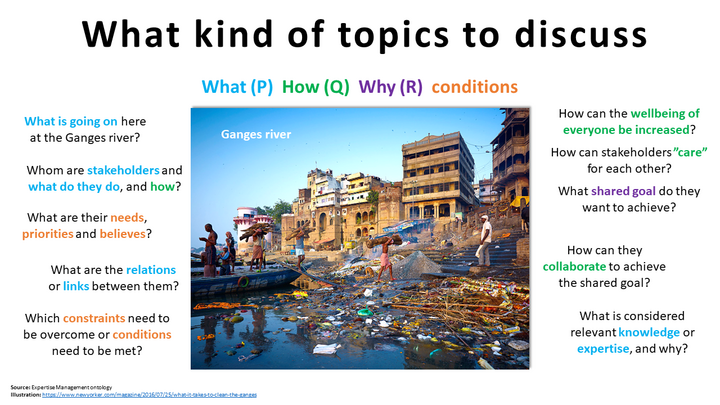 What kind of topics to discuss
What (P) How (Q) Why (R) conditions
Ganges river
What is going on here
at the Ganges river?
Whom are stakeholders and
what do they do, and how?
What are their needs,
priorities and believes?
What are the relations
or links between them?
Which constraints need to
be overcome or conditions
need to be met?
How can the wellbeing of
everyone be increased?
How can stakeholders "care"
for each other?
What shared goal do they
want to achieve?
How can they
collaborate to achieve
the shared goal?
What is considered
relevant knowledge or
expertise, and why?
Source: Expertise Management ontology
Illustration: https://www.newyorker.com/magazine/2016/07/25/what-it-takes-to-clean-the-ganges